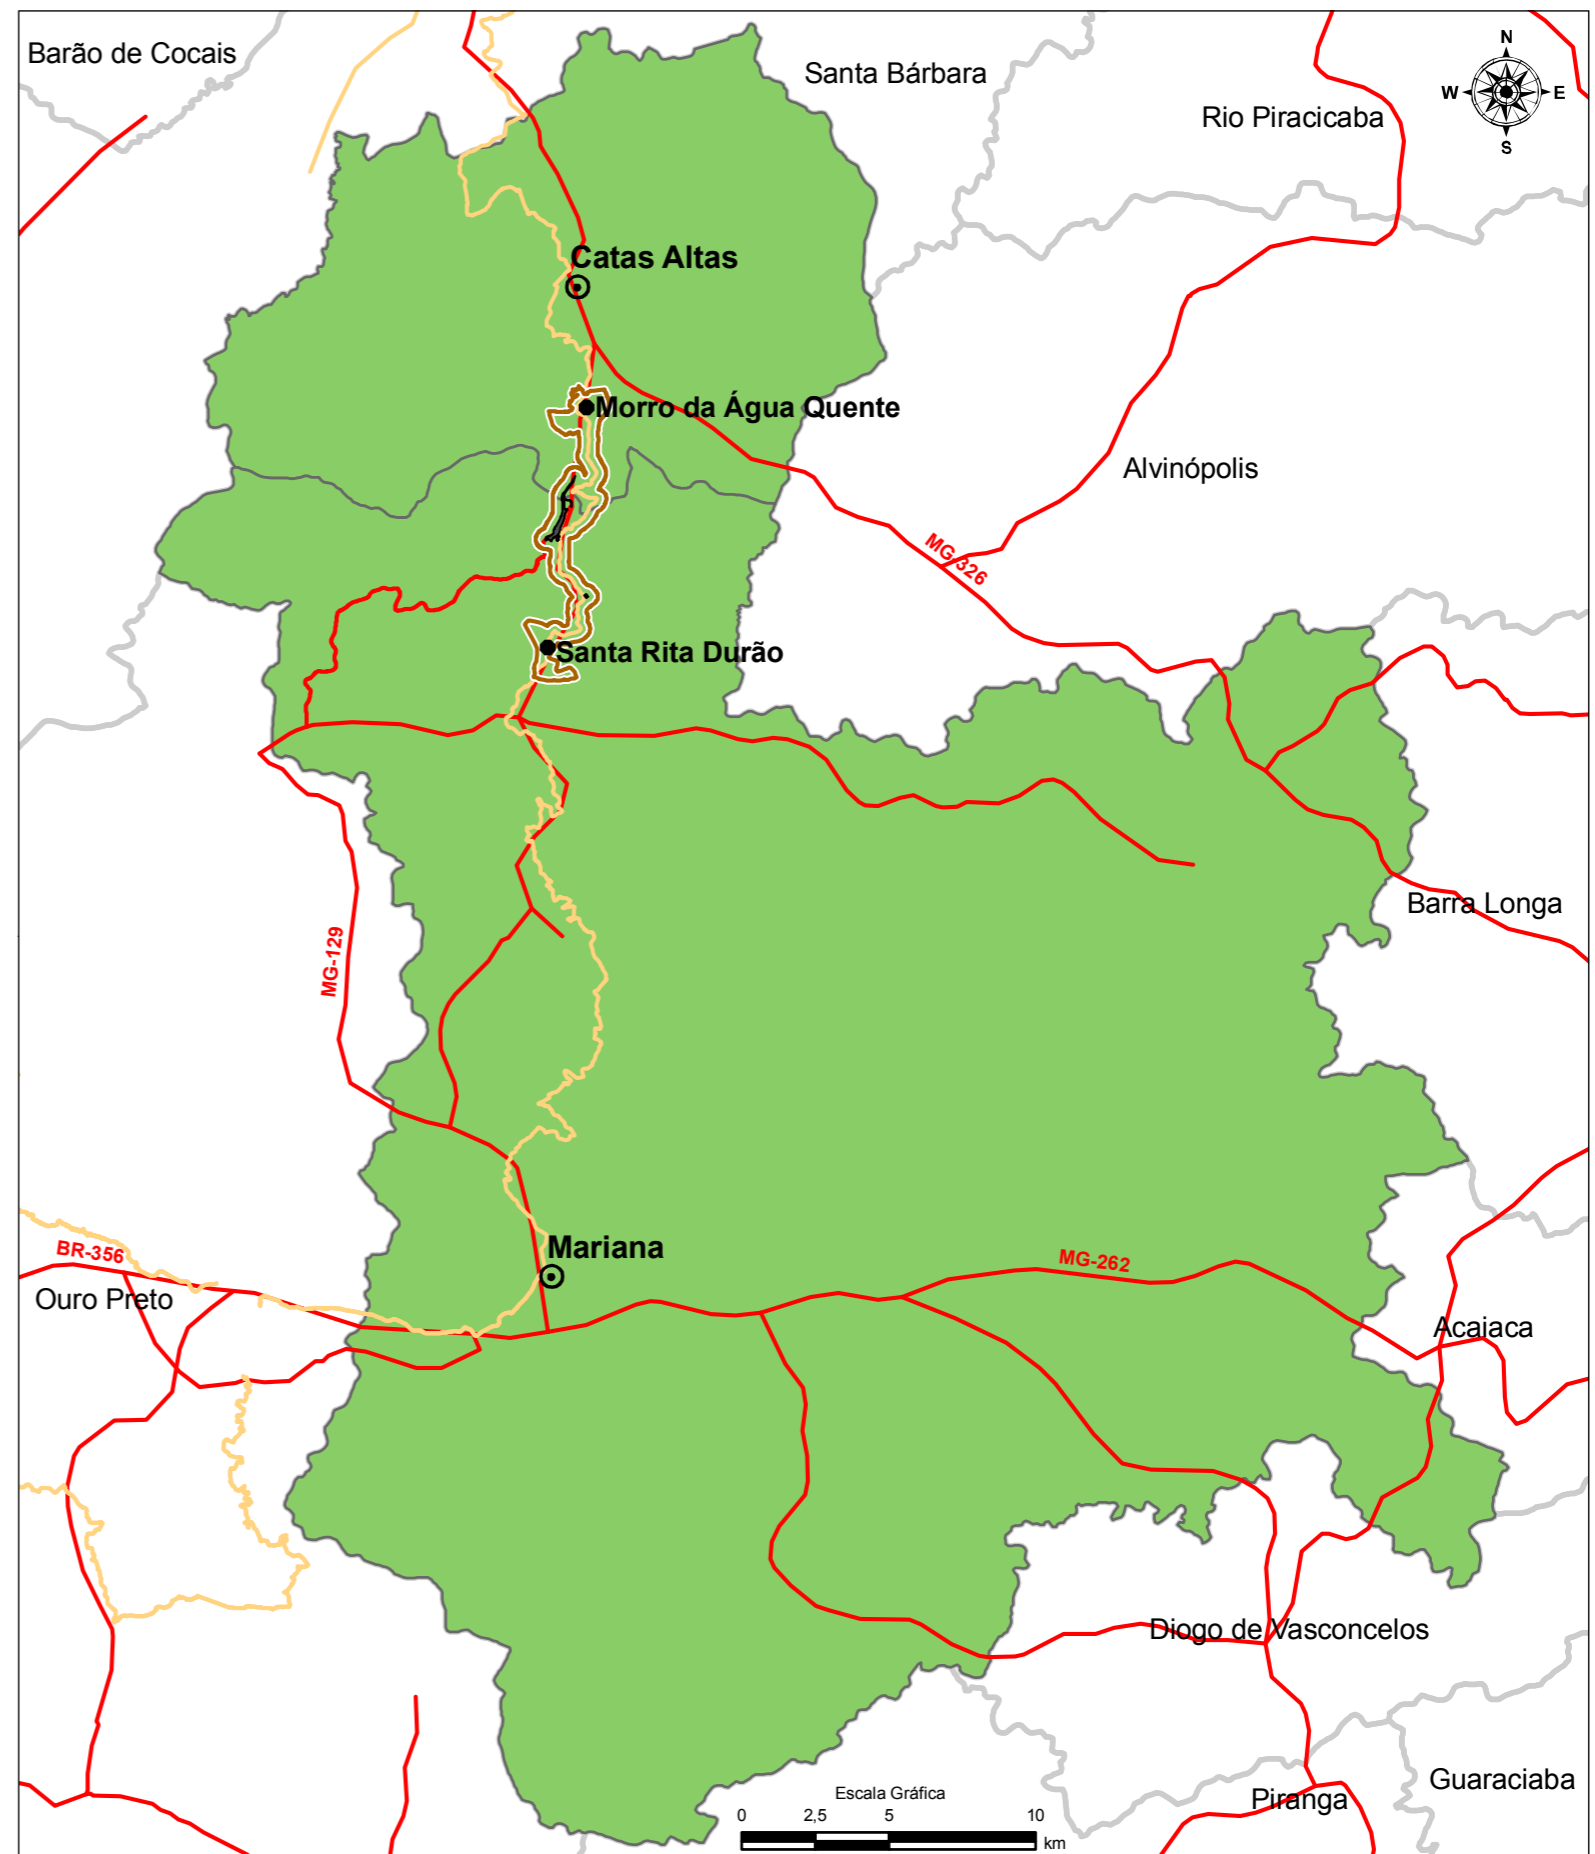 Barão de Cocais
Santa Bárbara
Rio Piracicaba
N
W
E
S
Catas Altas
Morro da Água Quente
Alvinópolis
MG-326
Santa Rita Durão
Barra Longa
MG-129
Mariana
BR-356
MG-262
Ouro Preto
Acaiaca
Diogo de Vasconcelos
Guaraciaba
Piranga
Escala Gráfica
0 2,5 5 10
km